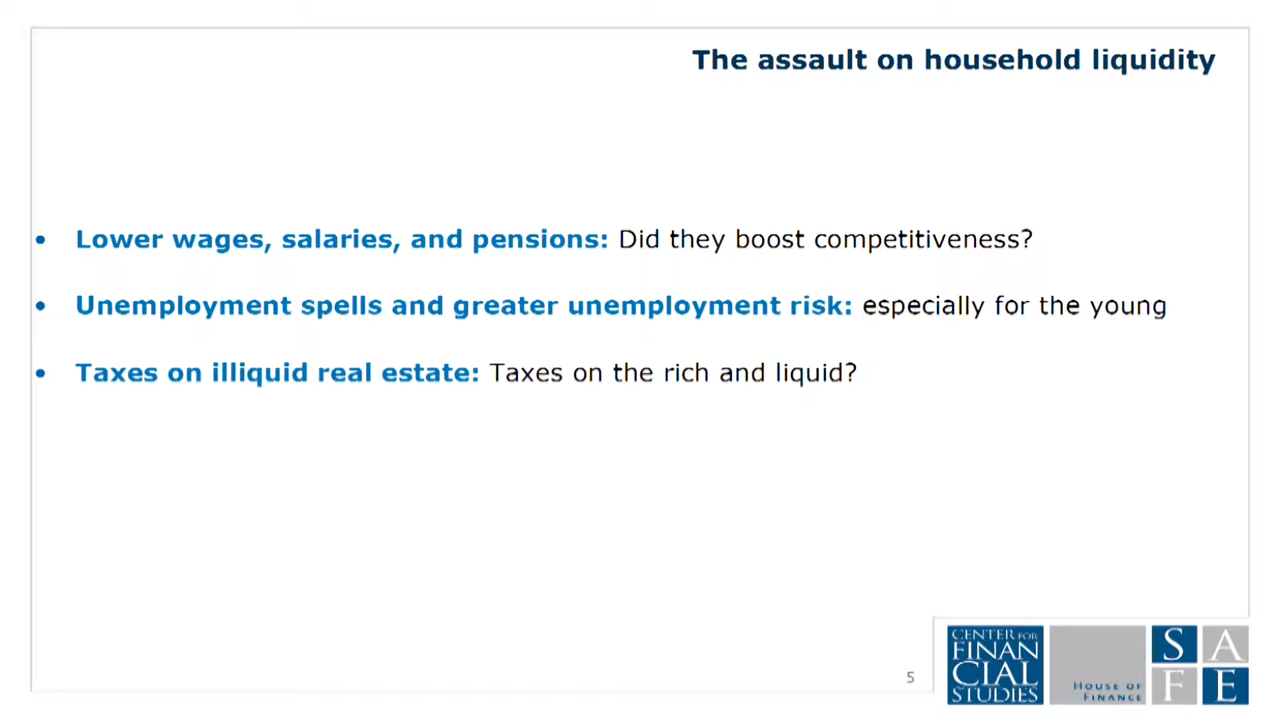 The assault on household liquidity
• Lower wages, salaries, and pensions: Did they boost competitiveness?
• Unemployment spells and greater unemployment risk: especially for the young
• Taxes on illiquid real estate: Taxes on the rich and liquid?
5
CENTER FOR
FINAN
CIAL
STUDIES
HOUSE OF
FINANCE
S A
F E